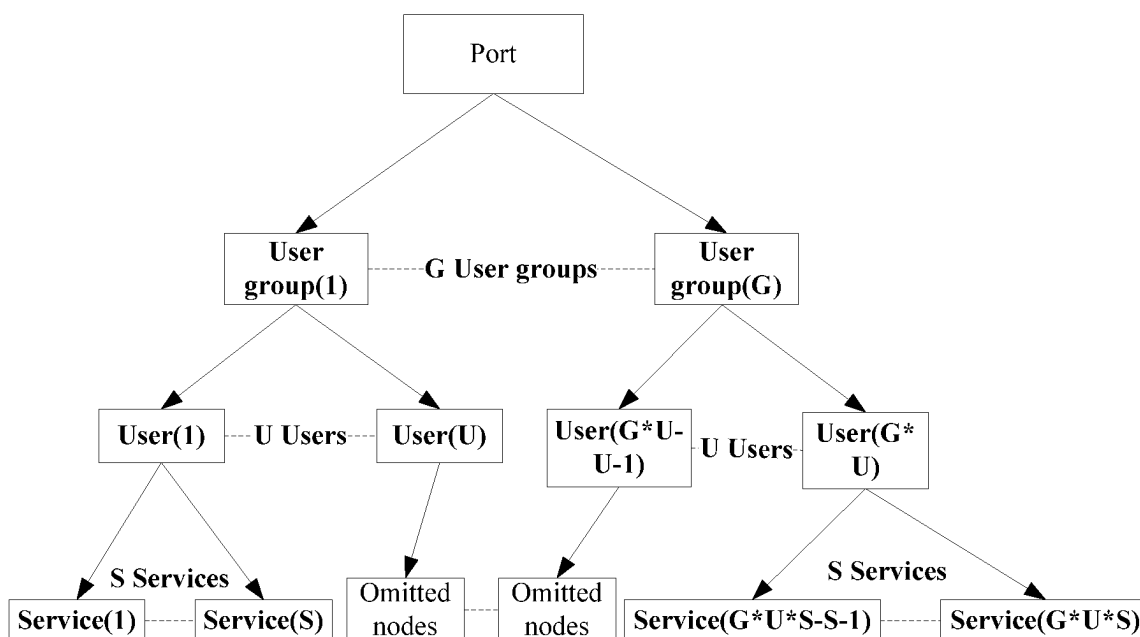 Port
User
group(1)
G User groups
User
group(G)
User(1)
U Users
User(U)
User(G*U-
U-1)
U Users
User(G*
U)
S Services
S Services
Service(1)
Service(S)
Omitted
nodes
Omitted
nodes
Service(G*U*S-S-1)
Service(G*U*S)